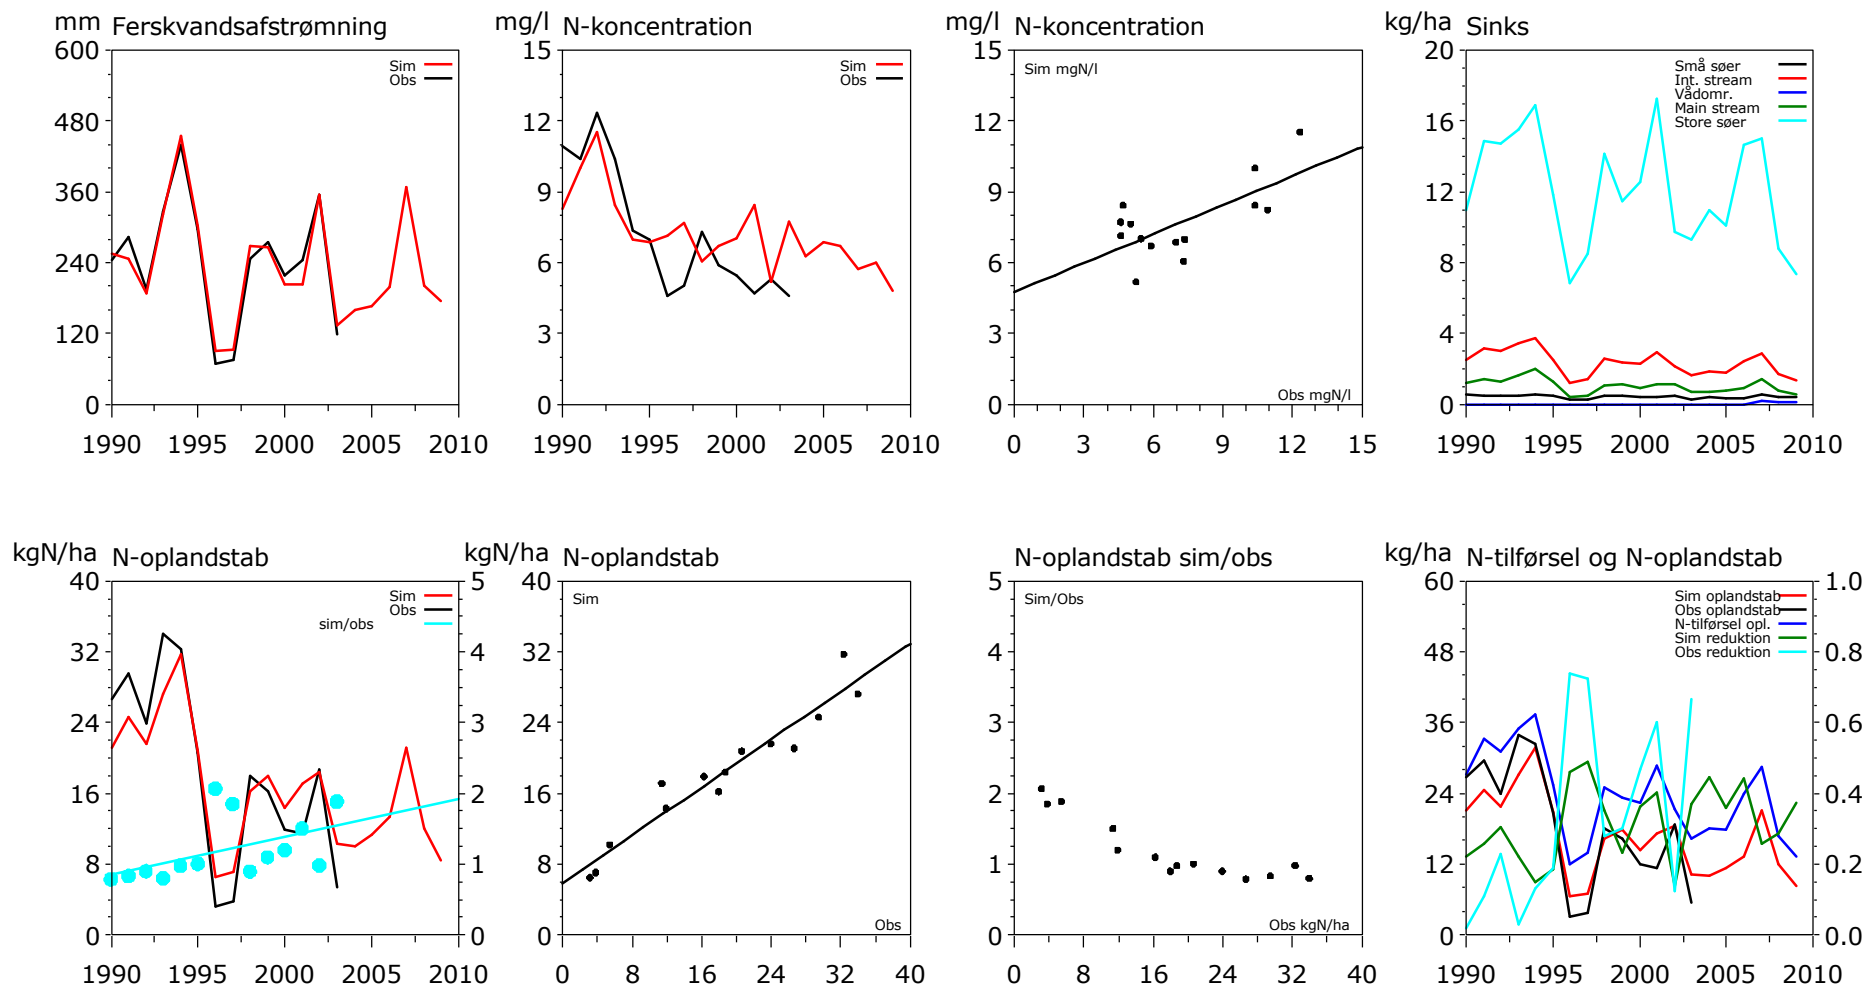 mm Ferskvandsafstrømning
600
480
360
240
120
0
Sim
Obs
1990 1995 2000 2005 2010
mg/l N-koncentration
15
12
9
6
3
0
Sim
Obs
1990 1995 2000 2005 2010
mg/l N-koncentration
15
12
9
6
3
0
Sim mgN/l
Obs mgN/l
0 3 6 9 12 15
kg/ha Sinks
20
16
12
8
4
0
Små søer
Int. stream
Vådomr.
Main stream
Store søer
1990 1995 2000 2005 2010
kgN/ha N-oplandstab
40
32
24
16
8
0
Sim
Obs
sim/obs
5
4
3
2
1
0
1990 1995 2000 2005 2010
kgN/ha N-oplandstab
40
32
24
16
8
0
Sim
Obs
0 8 16 24 32 40
N-oplandstab sim/obs
5
4
3
2
1
0
Sim/Obs
Obs kgN/ha
0 8 16 24 32 40
kg/ha N-tilførsel og N-oplandstab
60
48
36
24
12
0
Sim oplandstab
Obs oplandstab
N-tilførsel opl.
Sim reduktion
Obs reduktion
1.0
0.8
0.6
0.4
0.2
0.0
1990 1995 2000 2005 2010